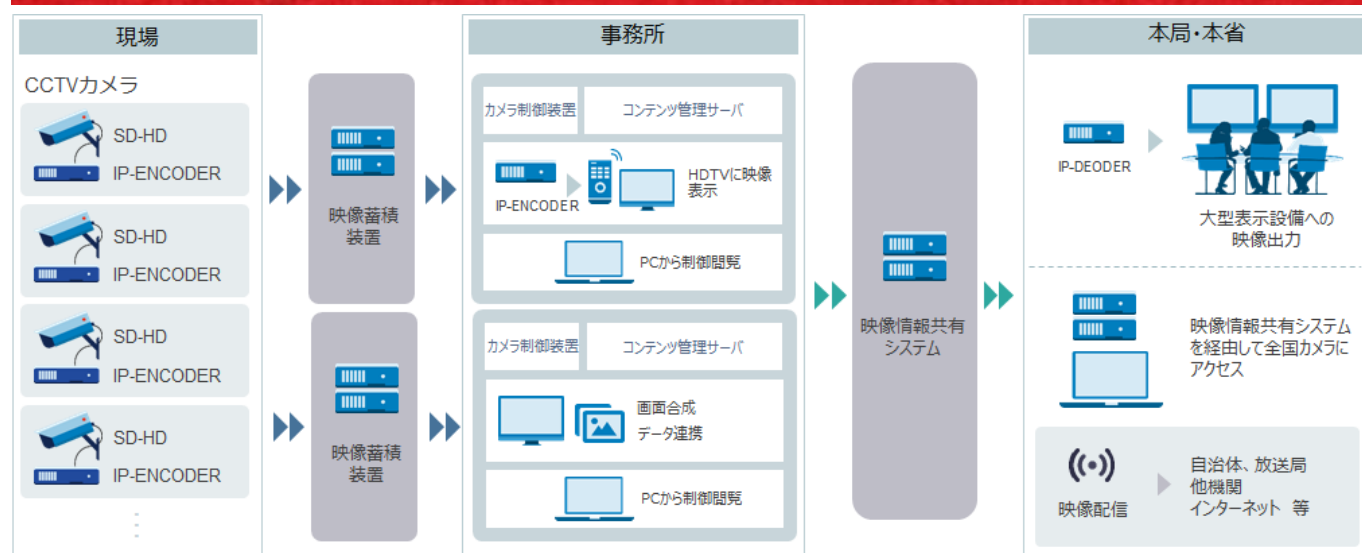 現場
CCTVカメラ
SD-HD
IP-ENCODER
SD-HD
IP-ENCODER
SD-HD
IP-ENCODER
SD-HD
IP-ENCODER
映像蓄積
装置
映像蓄積
装置
事務所
カメラ制御装置
コンテンツ管理サーバ
IP-ENCODER
HDTVに映像
表示
PCから制御閲覧
カメラ制御装置
コンテンツ管理サーバ
画面合成
データ連携
PCから制御閲覧
映像情報共有
システム
本局・本省
IP-DEODER
大型表示設備への
映像出力
映像情報共有システム
を経由して全国カメラに
アクセス
映像配信
自治体、放送局
他機関
インターネット 等